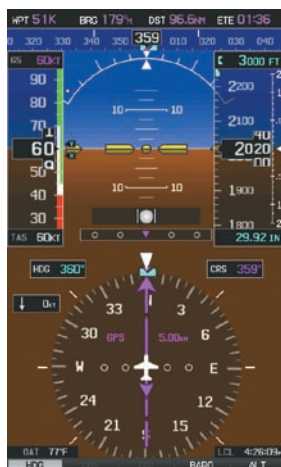 WPT 51K BRG 179°M DST 96.6NM ETE 01:36
320 330 340 350 359 010 020 030 040
GS 60KT
3000 FT
90
80
70
60
50
40
30
TAS 60KT
10 10
10 10
2200
2100
2020
1900
1800
29.92 IN
HDG 360°
CRS 359°
↓ 0KT
33 3
30 GPS 5.00NM 6
W E
24 12
21 S 15
OAT 77°F
LCL 4:26:09
HDG BARO ALT